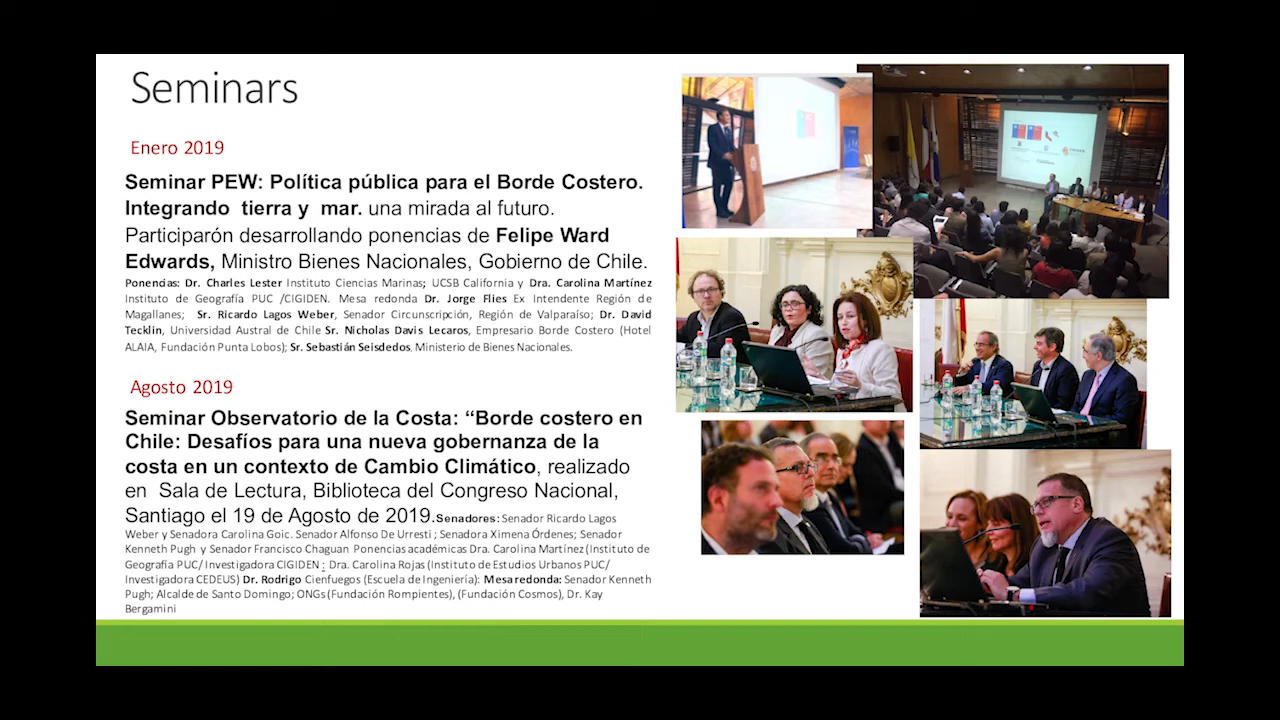 Seminars
Enero 2019
Seminar PEW: Política pública para el Borde Costero.
Integrando tierra y mar. una mirada al futuro.
Participarón desarrollando ponencias de Felipe Ward
Edwards, Ministro Bienes Nacionales, Gobierno de Chile.
Ponencias: Dr. Charles Lester Instituto Ciencias Marinas; UCSB California y Dra. Carolina Martínez
Instituto de Geografía PUC /CIGIDEN. Mesa redonda Dr. Jorge Flies Ex Intendente Región de
Magallanes; Sr. Ricardo Lagos Weber, Senador Circunscripción, Región de Valparaíso; Dr. David
Tecklin, Universidad Austral de Chile Sr. Nicholas Davis Lecaros, Empresario Borde Costero (Hotel
ALAIA, Fundación Punta Lobos); Sr. Sebastián Seisdedos, Ministerio de Bienes Nacionales.
Agosto 2019
Seminar Observatorio de la Costa: “Borde costero en
Chile: Desafíos para una nueva gobernanza de la
costa en un contexto de Cambio Climático, realizado
en Sala de Lectura, Biblioteca del Congreso Nacional,
Santiago el 19 de Agosto de 2019.Senadores: Senador Ricardo Lagos
Weber y Senadora Carolina Goic. Senador Alfonso De Urresti ; Senadora Ximena Órdenes; Senador
Kenneth Pugh y Senador Francisco Chaguan Ponencias académicas Dra. Carolina Martínez (Instituto de
Geografía PUC/ Investigadora CIGIDEN ; Dra. Carolina Rojas (Instituto de Estudios Urbanos PUC/
Investigadora CEDEUS) Dr. Rodrigo Cienfuegos (Escuela de Ingeniería): Mesa redonda: Senador Kenneth
Pugh; Alcalde de Santo Domingo; ONGs (Fundación Rompientes), (Fundación Cosmos), Dr. Kay
Bergamini